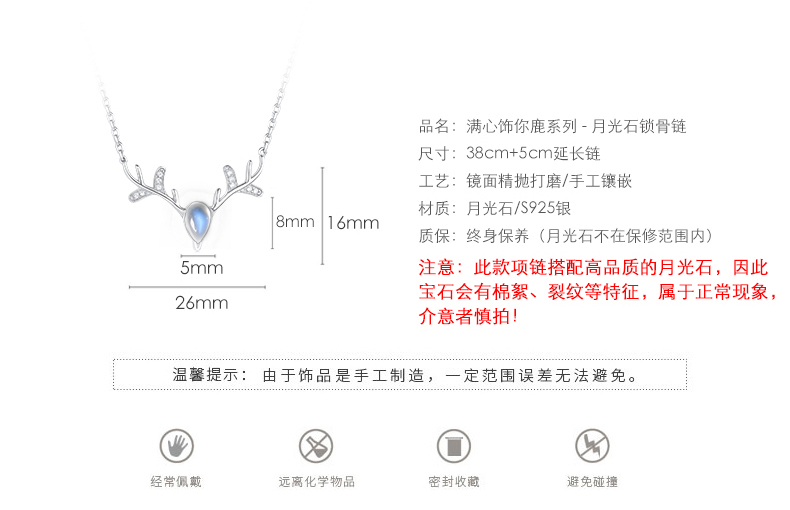 品名：满心饰你鹿系列 - 月光石锁骨链
尺寸：38cm+5cm延长链
工艺：镜面精抛打磨/手工镶嵌
材质：月光石/S925银
质保：终身保养（月光石不在保修范围内）
注意：此款项链搭配高品质的月光石，因此
宝石会有棉絮、裂纹等特征，属于正常现象，
介意者慎拍！
8mm
16mm
5mm
26mm
温馨提示： 由于饰品是手工制造，一定范围误差无法避免。
经常佩戴
远离化学物品
密封收藏
避免碰撞